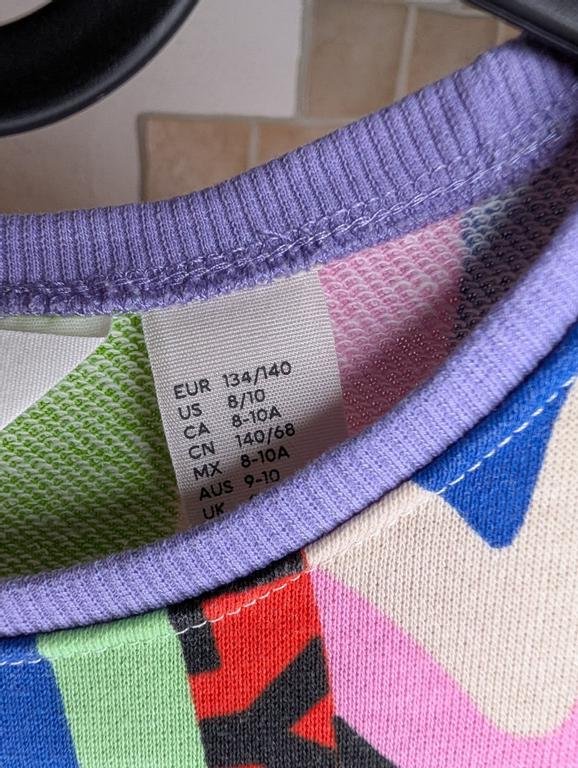 EUR 134/140
US 8/10
CA 8-10A
CN 140/68
MX 8-10A
AUS 9-10
UK